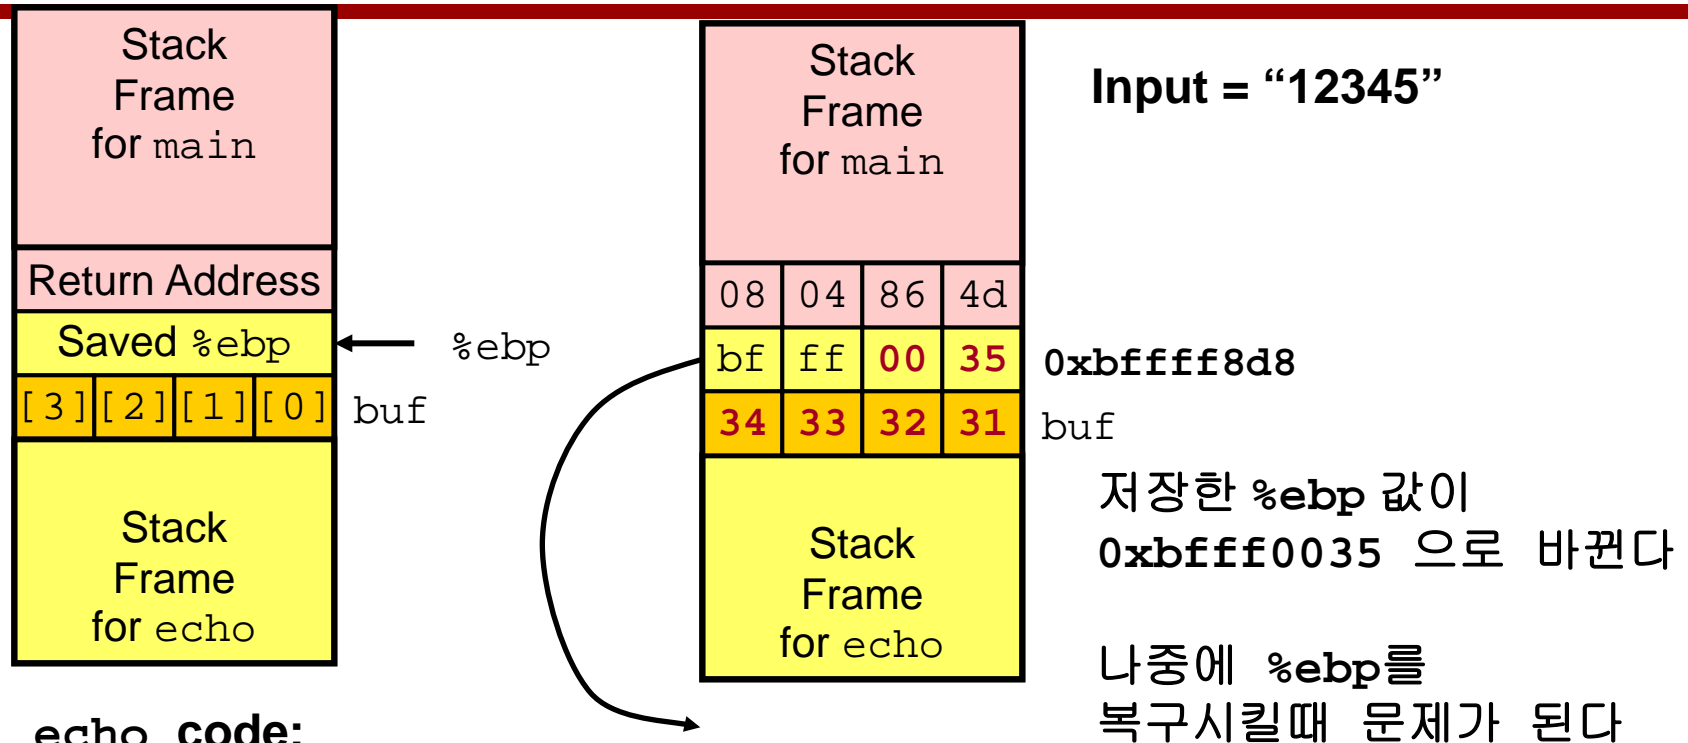 Stack
Frame
for main
Return Address
Saved %ebp
%ebp
[3] [2] [1] [0]
buf
Stack
Frame
for echo
echo code:
Stack
Frame
for main
08 04 86 4d
bf ff 00 35
0xbffff8d8
34 33 32 31
buf
Stack
Frame
for echo
Input = “12345”
저장한 %ebp 값이
0xbfff0035 으로 바뀐다
나중에 %ebp를
복구시킬때 문제가 된다